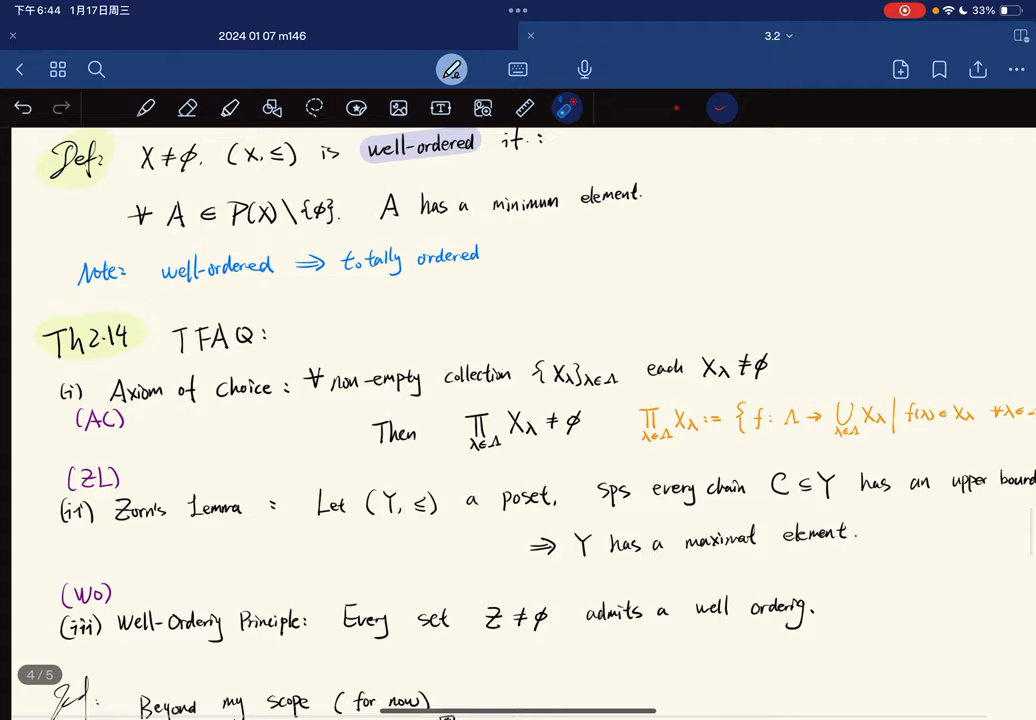 下午6:44 1月17日周三
33%
2024 01 07 m146
3.2
Def: X≠∅. (X,≤) is well-ordered if:
∀ A ∈ P(X)\{∅}. A has a minimum element.
Note: well-ordered ⟹ totally ordered
Th2.14 TFAQ:
(i) Axiom of Choice: ∀ non-empty collection {Xλ}λ∈Λ each Xλ ≠ ∅
(AC)
Then ∏λ∈Λ Xλ ≠ ∅ ∏λ∈Λ Xλ := { f: Λ → ⋃λ∈Λ Xλ | f(λ) ∈ Xλ ∀λ∈
(ZL)
(ii) Zorn's Lemma : Let (Y, ≤) a poset, sps every chain C ⊆ Y has an upper bound
⟹ Y has a maximal element.
(WO)
(iii) Well-Orderig Principle: Every set Z ≠ ∅ admits a well orderig.
4 / 5
Pf: Beyond my scope (for now)